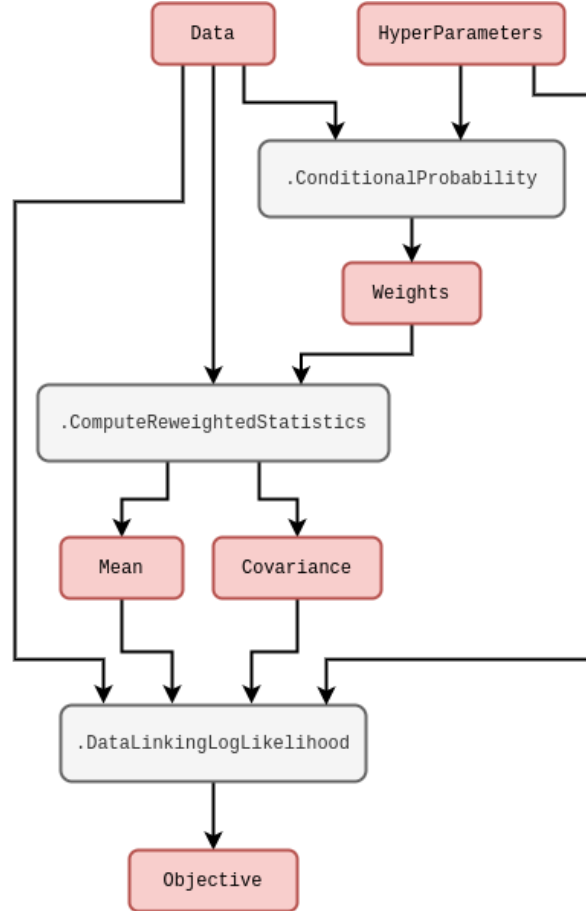 Data
HyperParameters
.ConditionalProbability
Weights
.ComputeReweightedStatistics
Mean
Covariance
.DataLinkingLogLikelihood
Objective